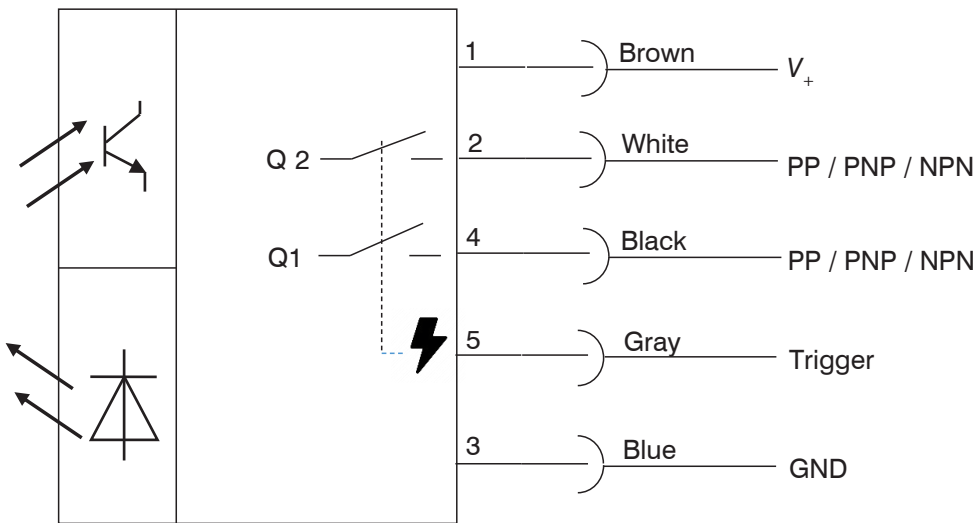 1 Brown V+
Q 2 2 White PP / PNP / NPN
Q1 4 Black PP / PNP / NPN
5 Gray Trigger
3 Blue GND